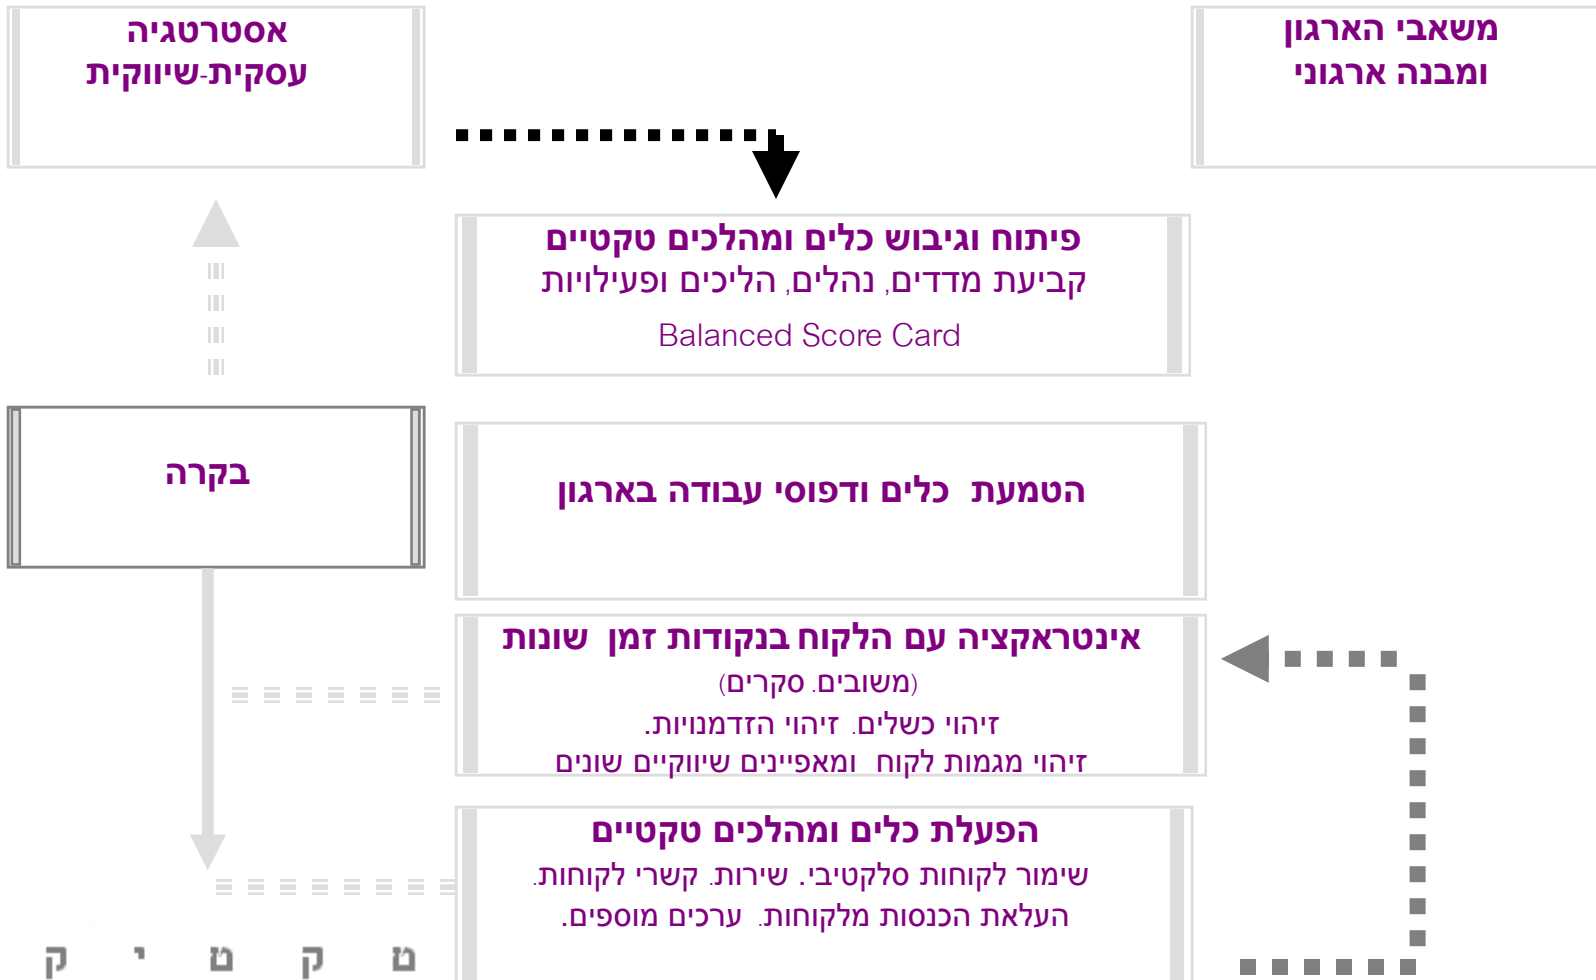 משאבי הארגון
ומבנה ארגוני
אסטרטגיה
עסקית-שיווקית
פיתוח וגיבוש כלים ומהלכים טקטיים
קביעת מדדים, נהלים, הליכים ופעילויות
Balanced Score Card
בקרה
הטמעת כלים ודפוסי עבודה בארגון
אינטראקציה עם הלקוח בנקודות זמן שונות
(משובים. סקרים)
זיהוי כשלים. זיהוי הזדמנויות.
זיהוי מגמות לקוח ומאפיינים שיווקיים שונים
הפעלת כלים ומהלכים טקטיים
שימור לקוחות סלקטיבי. שירות. קשרי לקוחות.
העלאת הכנסות מלקוחות. ערכים מוספים.
ט ק ט י ק